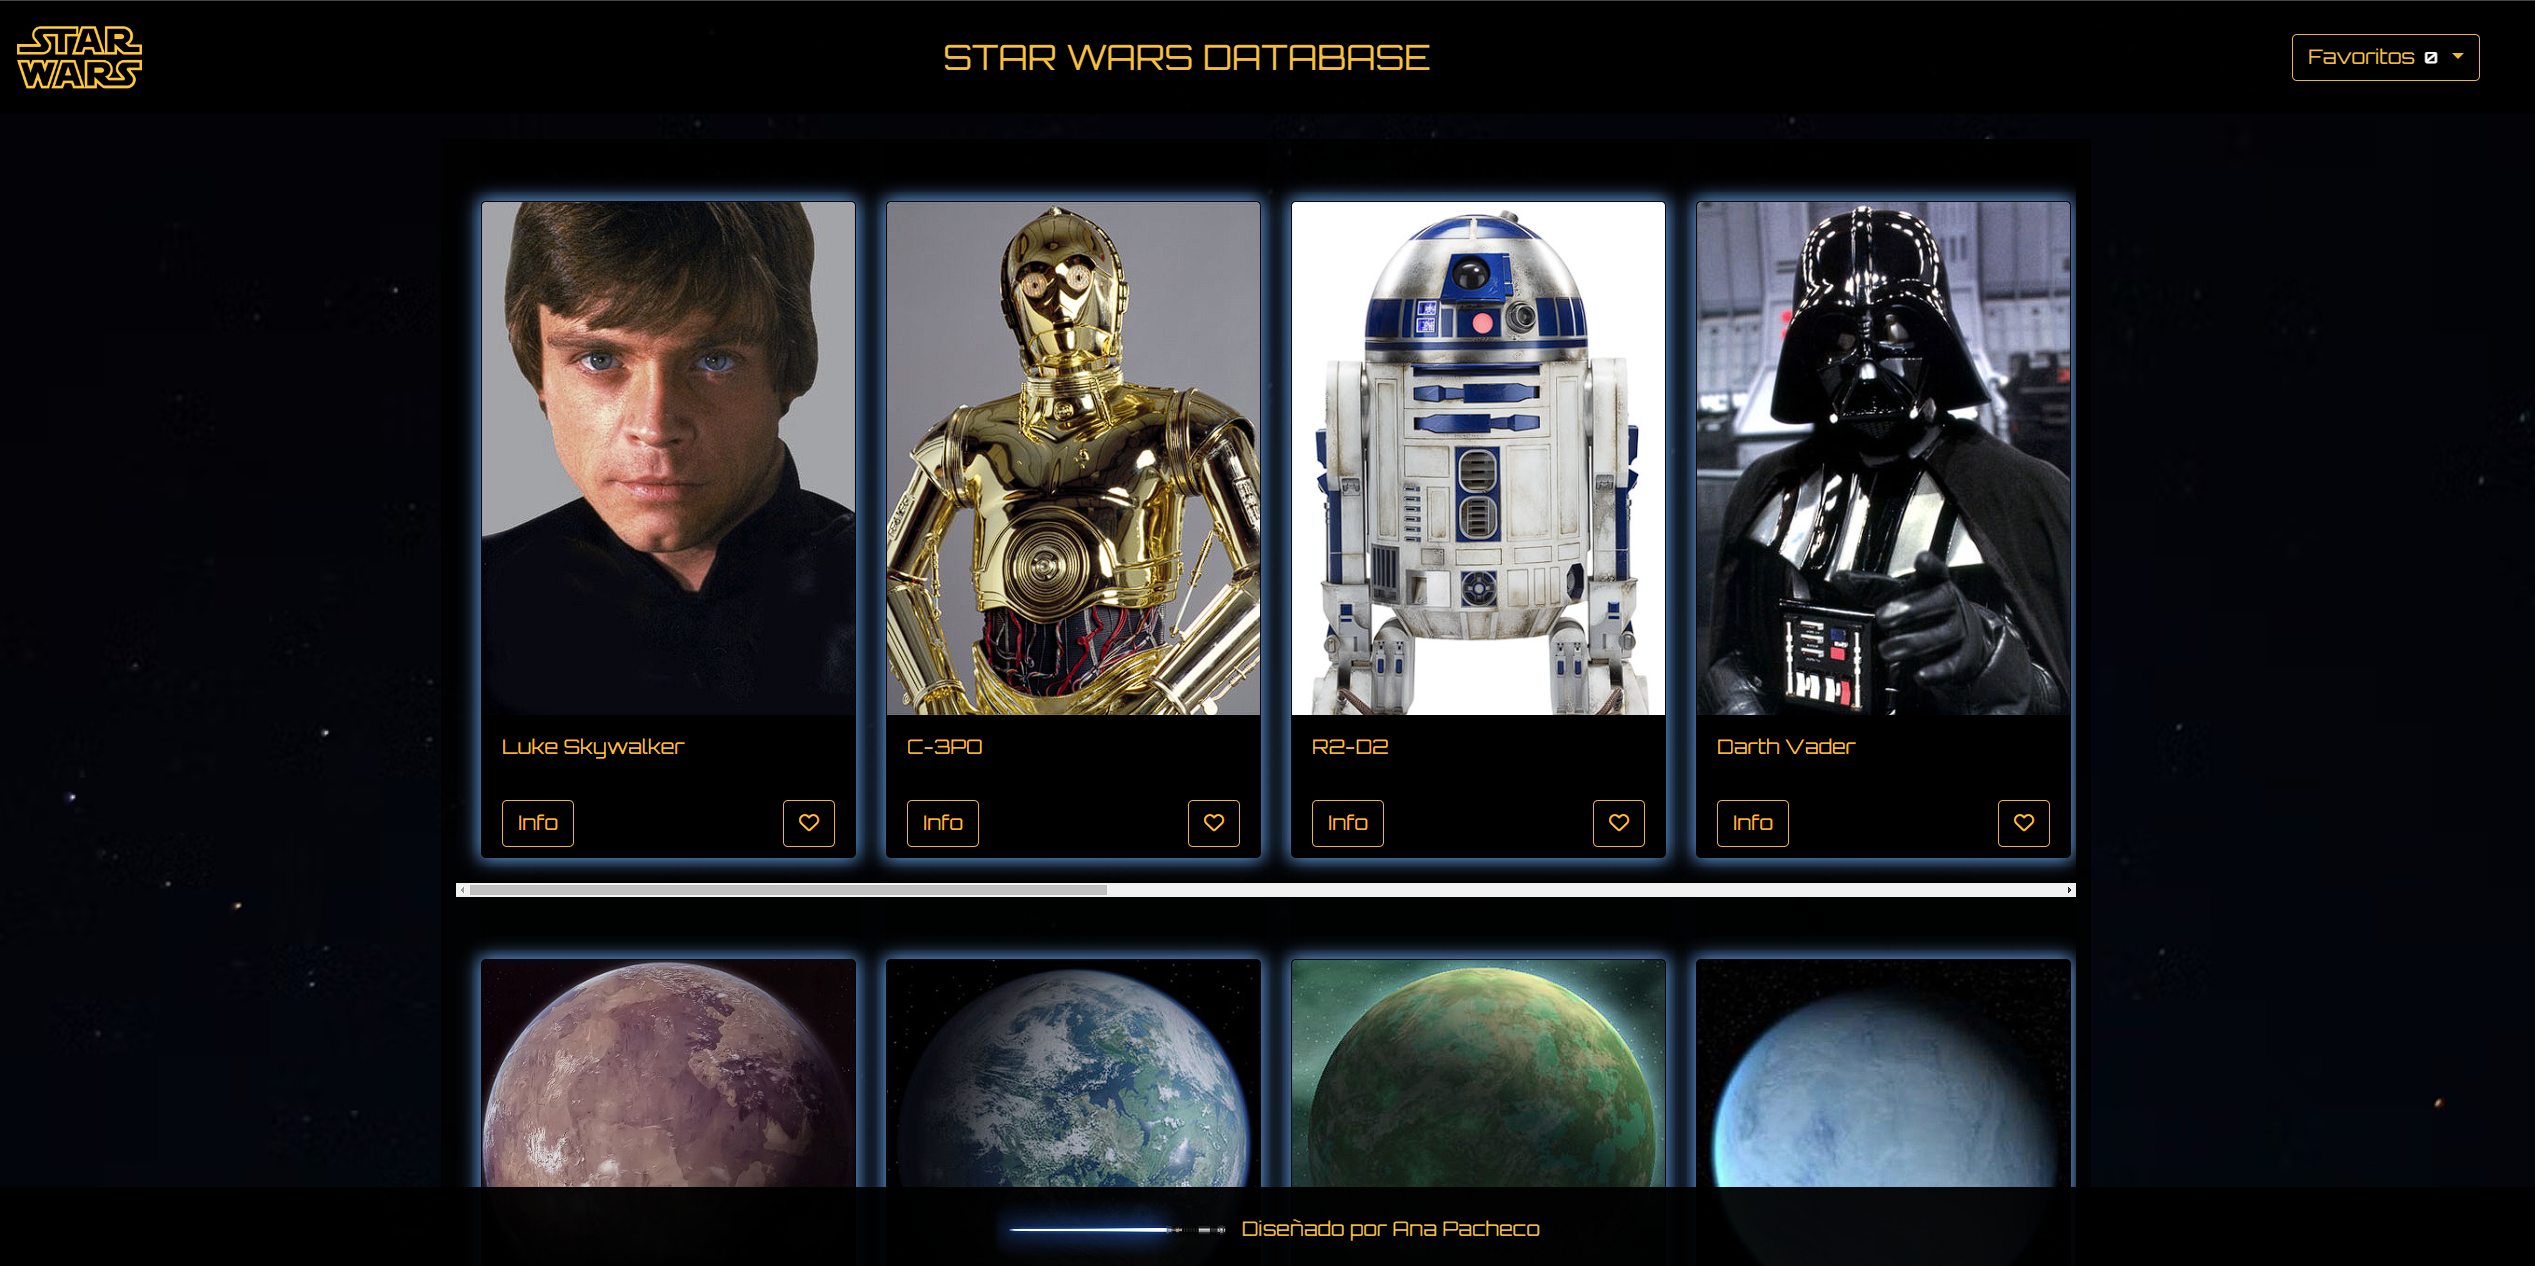 STAR
WARS
STAR WARS DATABASE
Favoritos 0
Luke Skywalker
C-3PO
R2-D2
Darth Vader
Info
Info
Info
Info
Diseñado por Ana Pacheco